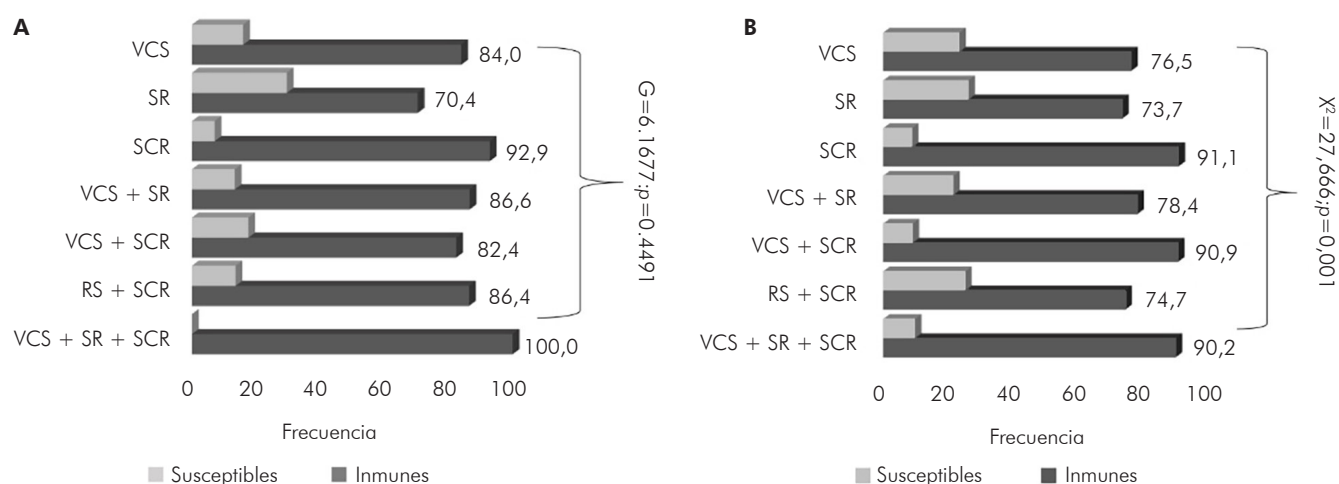 A
VCS
84,0
SR
70,4
SCR
92,9
VCS + SR
86,6
VCS + SCR
82,4
RS + SCR
86,4
VCS + SR + SCR
100,0
G=6.1677;p=0.4491
0 20 40 60 80 100
Frecuencia
Susceptibles Inmunes
B
VCS
76,5
SR
73,7
SCR
91,1
VCS + SR
78,4
VCS + SCR
90,9
RS + SCR
74,7
VCS + SR + SCR
90,2
X²=27,666;p=0,001
0 20 40 60 80 100
Frecuencia
Susceptibles Inmunes